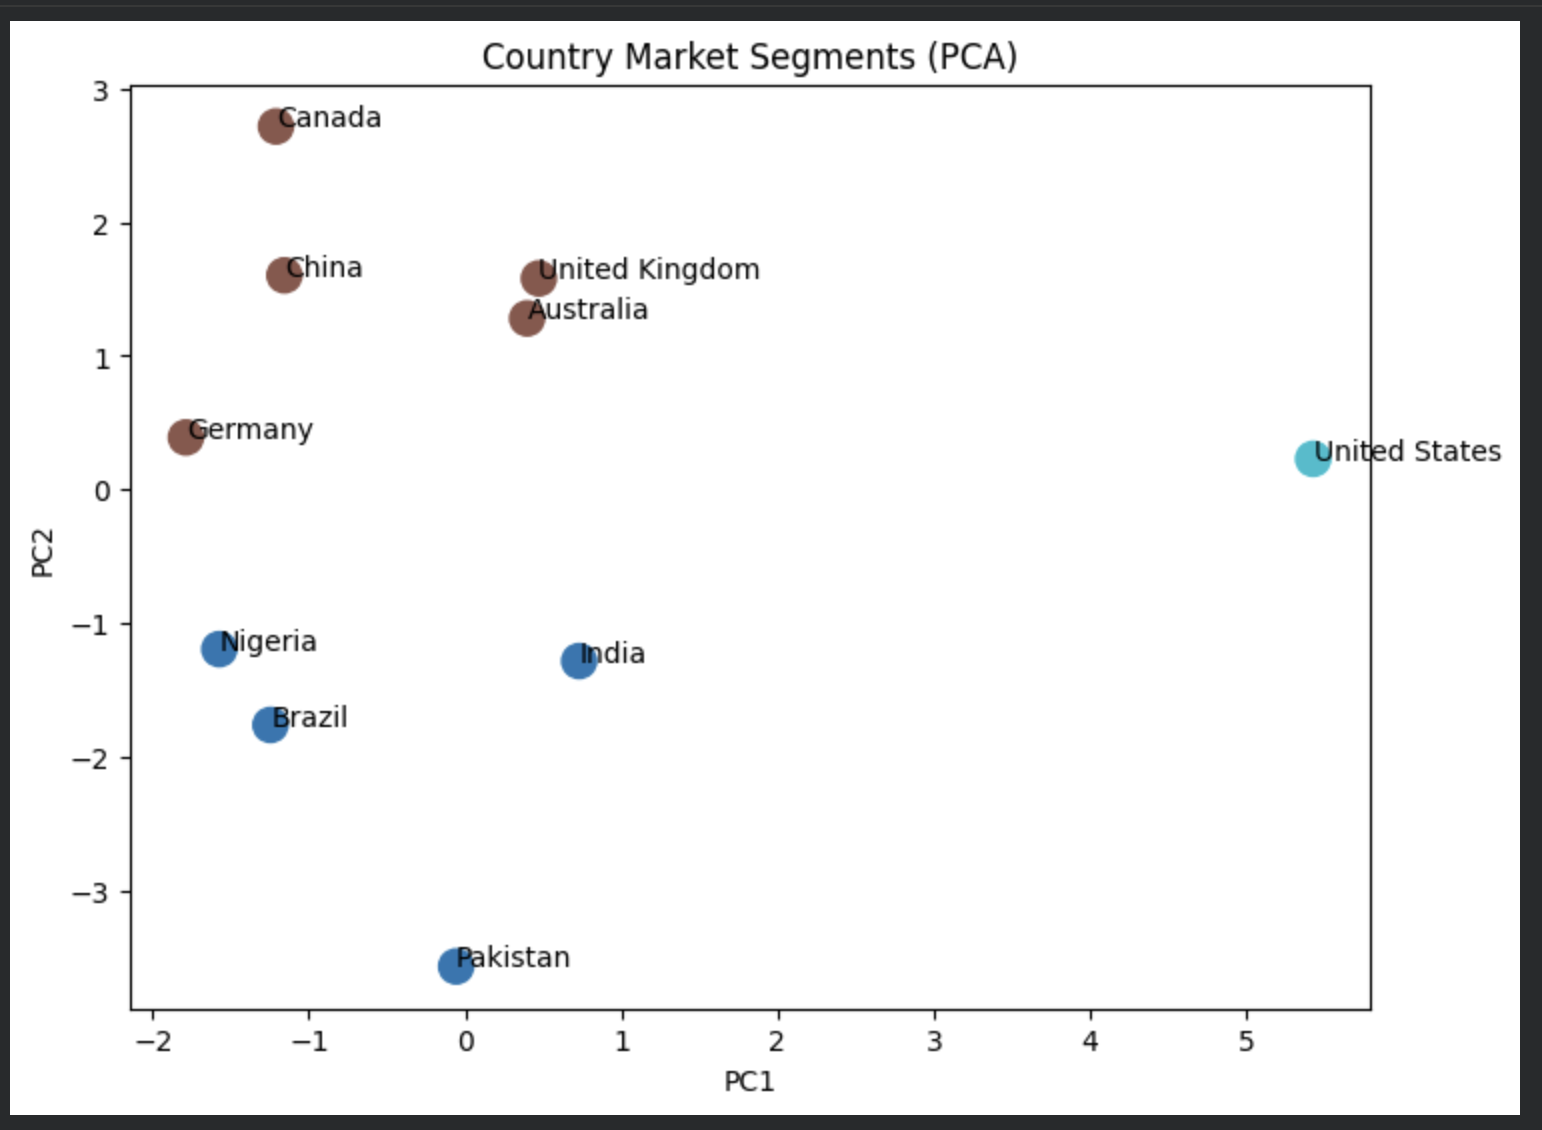 Country Market Segments (PCA)
3
Canada
2
China
United Kingdom
Australia
1
Germany
United States
0
PC2
−1
Nigeria
India
Brazil
−2
−3
Pakistan
−2 −1 0 1 2 3 4 5
PC1